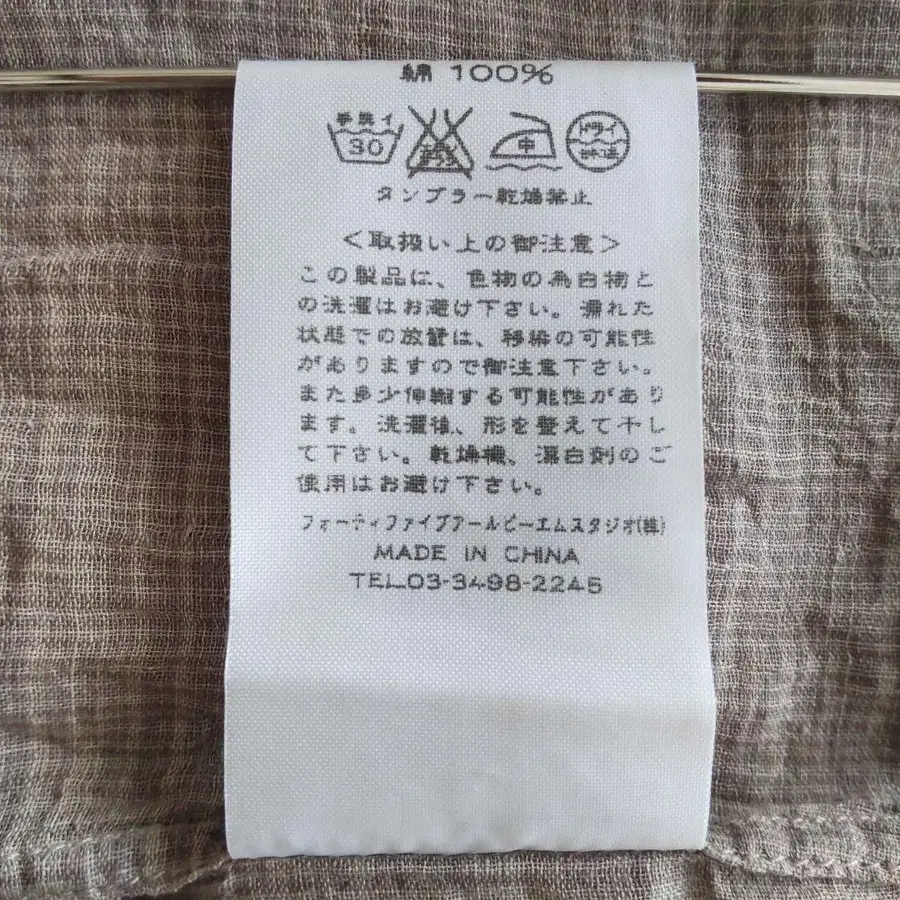 綿 100%
手洗イ
30
エンソ
サラシ
中
ドライ
タンブラー乾燥禁止
＜取扱い上の御注意＞
この製品は、色物の為白物と
の洗濯はお避け下さい。濡れた
状態での放置は、移染の可能性
がありますので御注意下さい。
また多少伸縮する可能性があり
ます。洗濯後、形を整えて干し
て下さい。乾燥機、漂白剤のご
使用はお避け下さい。
フォーティファイブアールピーエムスタジオ(株)
MADE IN CHINA
TEL.03-3498-2245